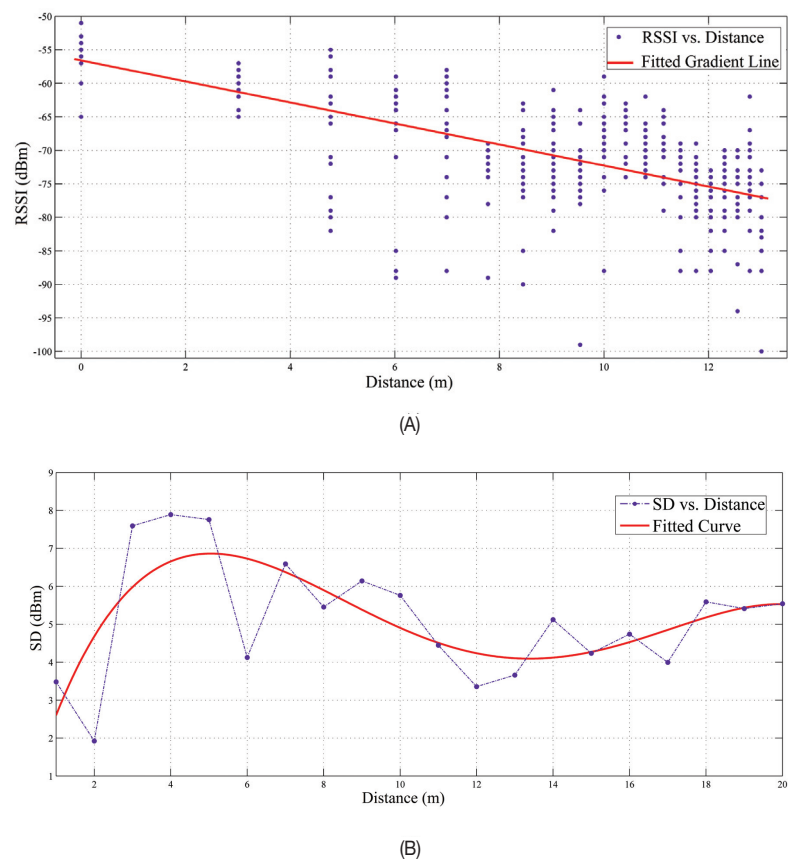 -50
-55
-60
-65
-70
-75
-80
-85
-90
-95
-100
RSSI (dBm)
RSSI vs. Distance
Fitted Gradient Line
0 2 4 6 8 10 12
Distance (m)
(A)
9
8
7
6
5
4
3
2
1
SD (dBm)
SD vs. Distance
Fitted Curve
2 4 6 8 10 12 14 16 18 20
Distance (m)
(B)